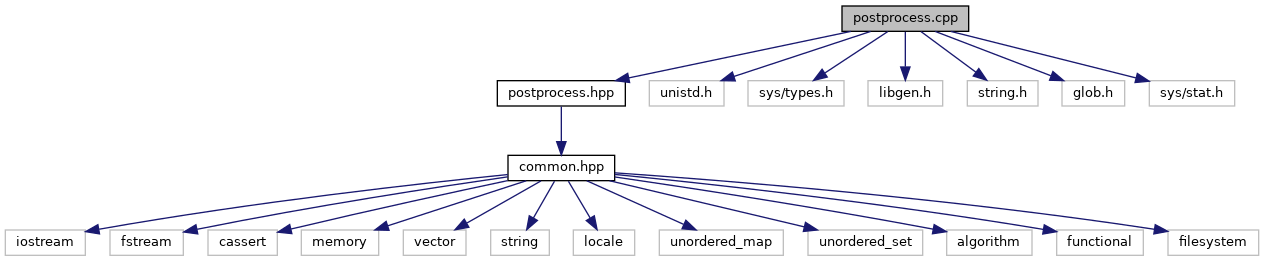 postprocess.cpp
postprocess.hpp
unistd.h
sys/types.h
libgen.h
string.h
glob.h
sys/stat.h
common.hpp
iostream
fstream
cassert
memory
vector
string
locale
unordered_map
unordered_set
algorithm
functional
filesystem